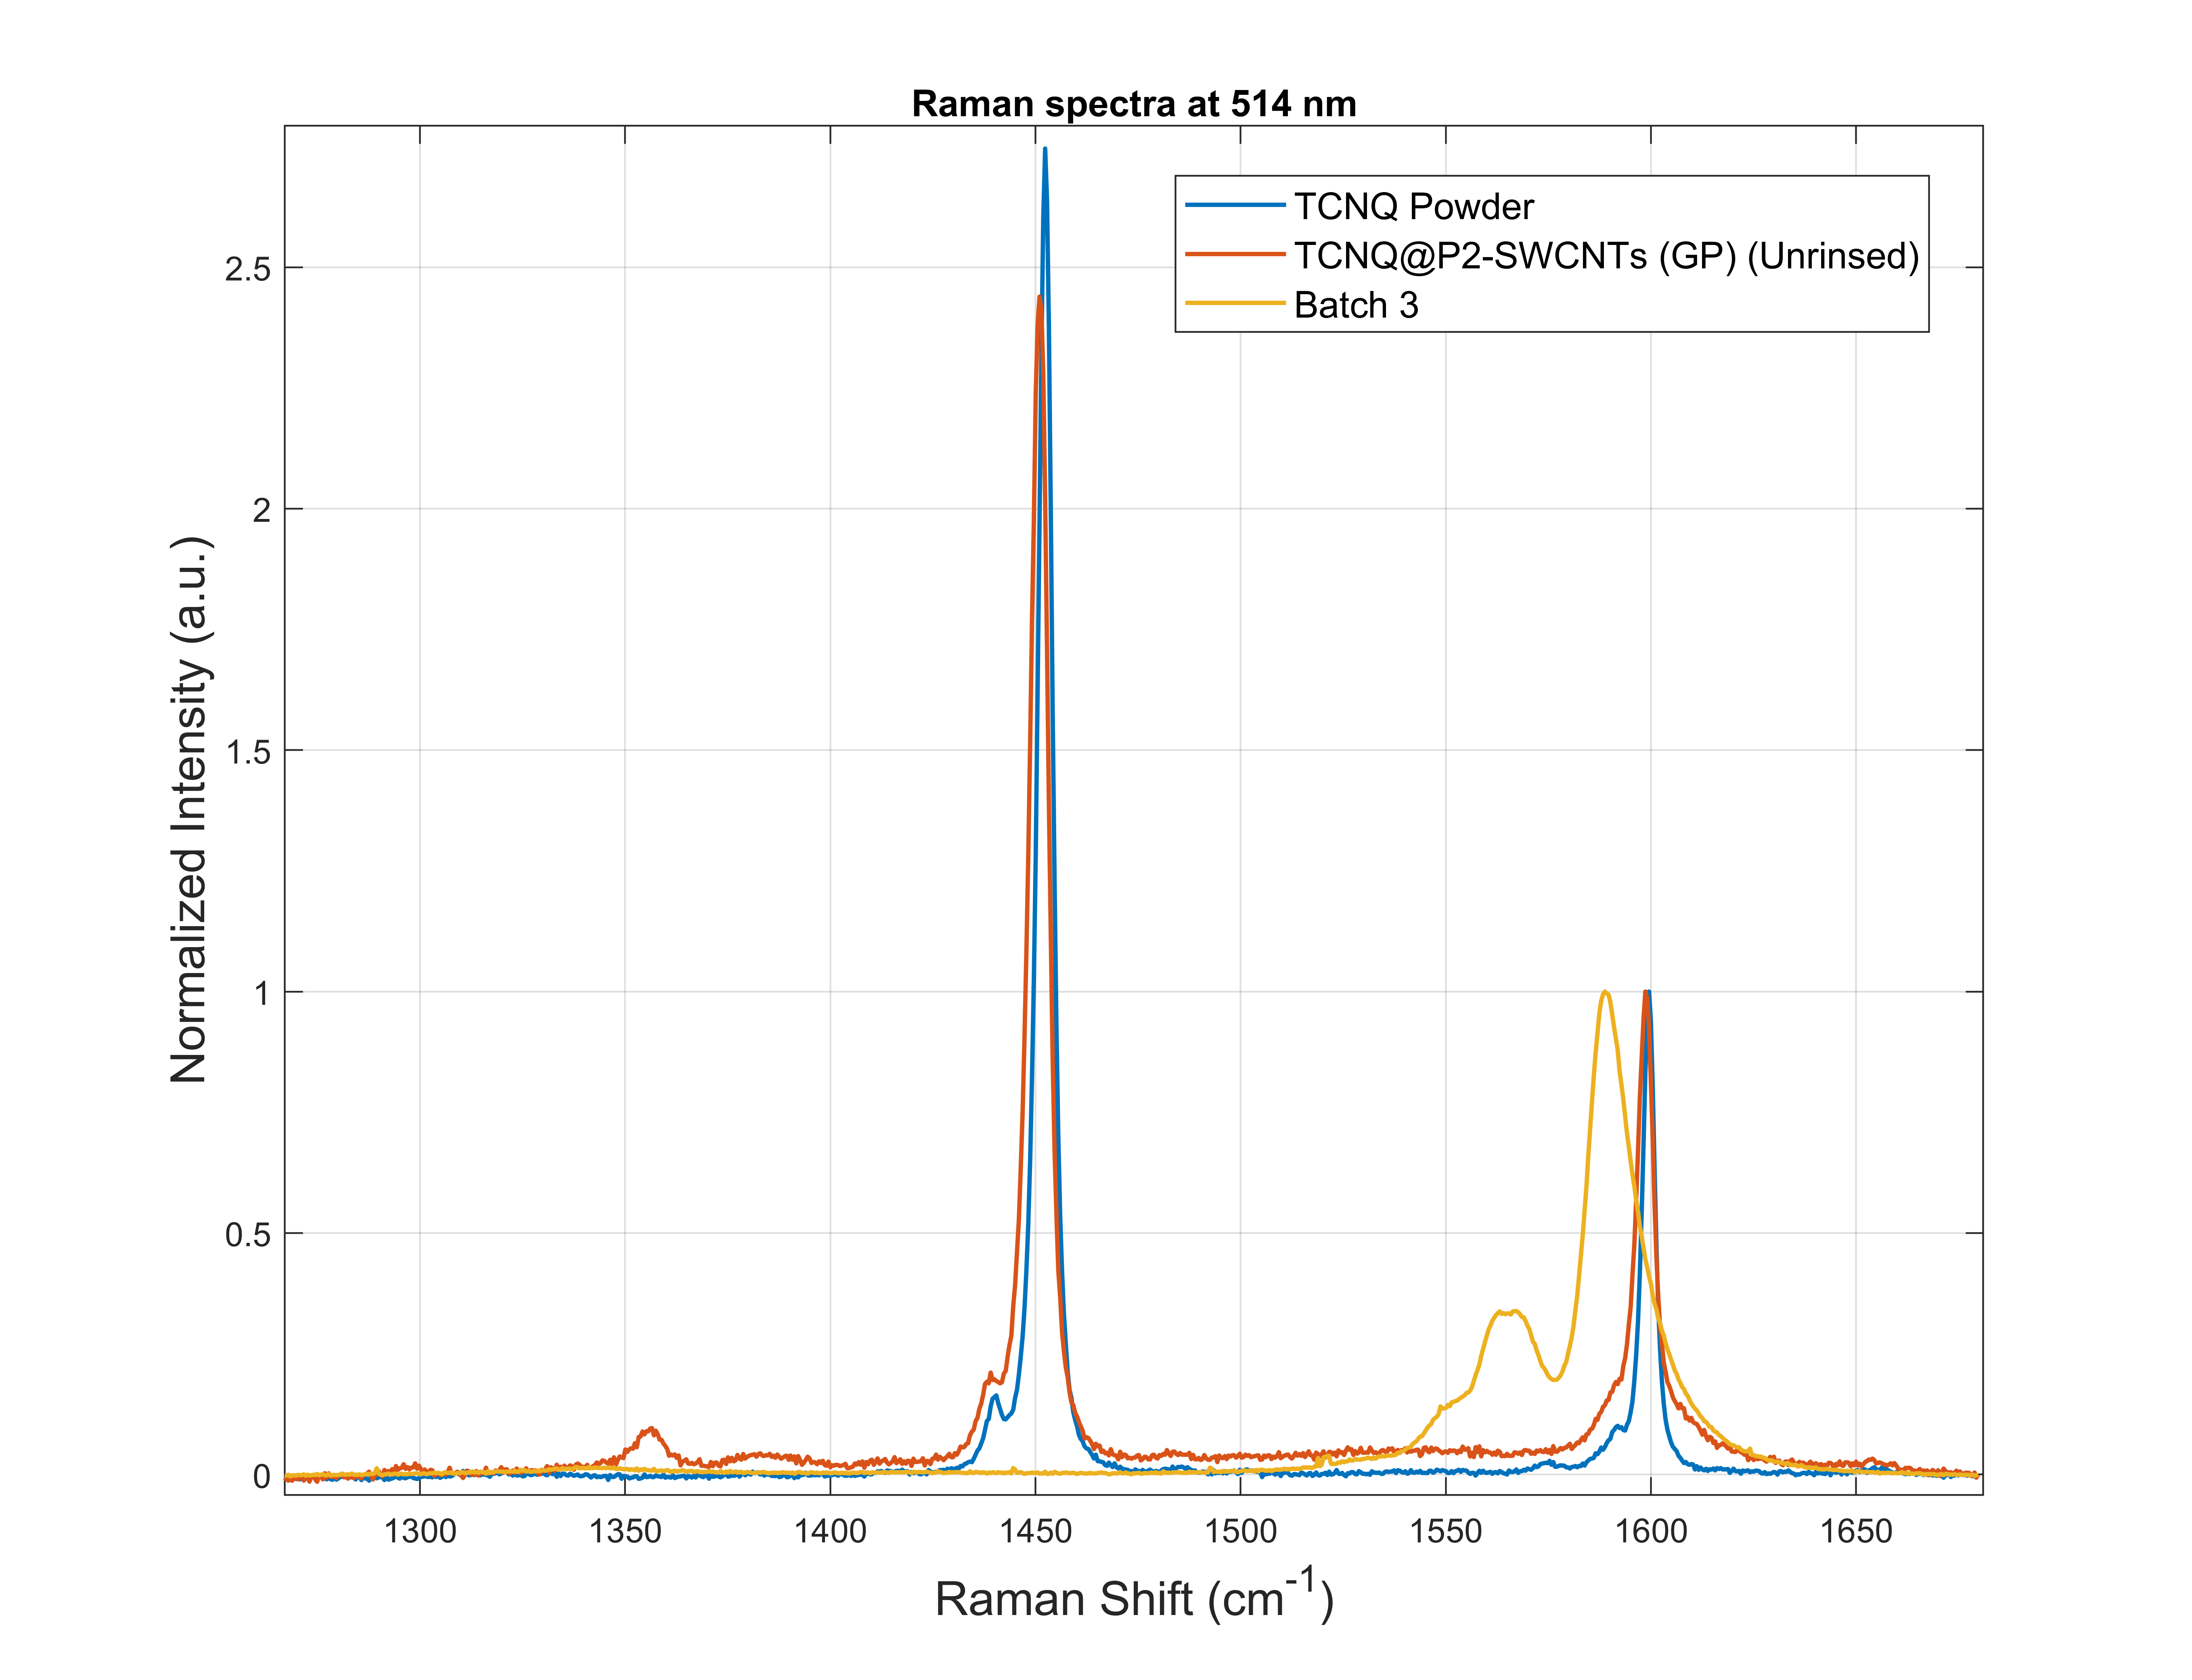 Raman spectra at 514 nm
TCNQ Powder
TCNQ@P2-SWCNTs (GP) (Unrinsed)
Batch 3
Normalized Intensity (a.u.)
2.5
2
1.5
1
0.5
0
1300 1350 1400 1450 1500 1550 1600 1650
Raman Shift (cm-1)